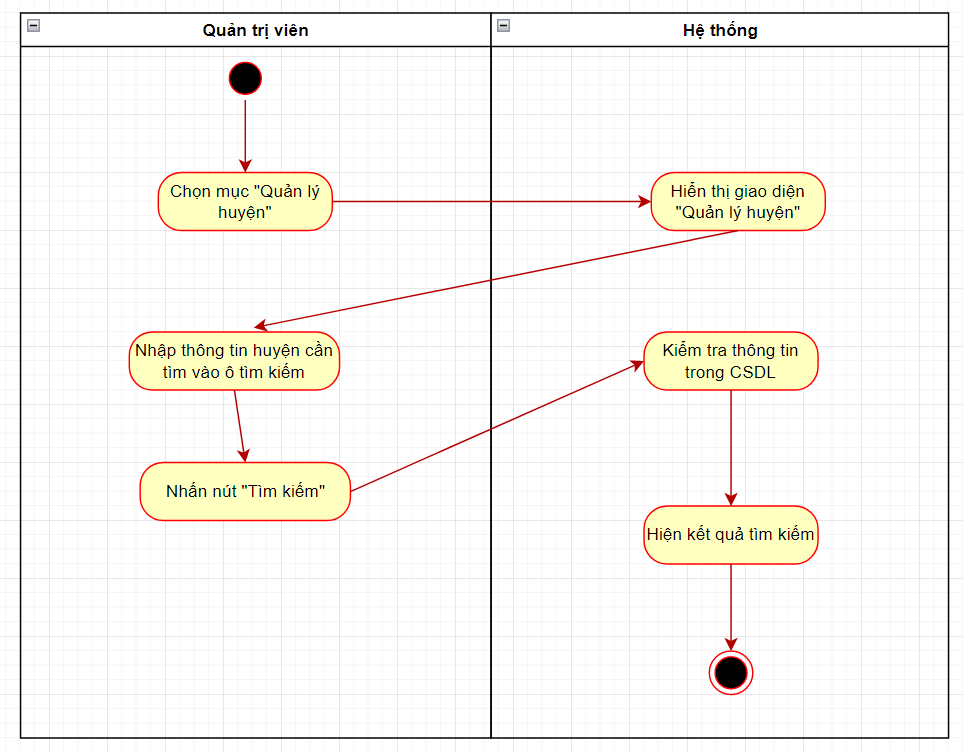 Quản trị viên
Hệ thống
Chọn mục "Quản lý
huyện"
Hiển thị giao diện
"Quản lý huyện"
Nhập thông tin huyện cần
tìm vào ô tìm kiếm
Kiểm tra thông tin
trong CSDL
Nhấn nút "Tìm kiếm"
Hiện kết quả tìm kiếm